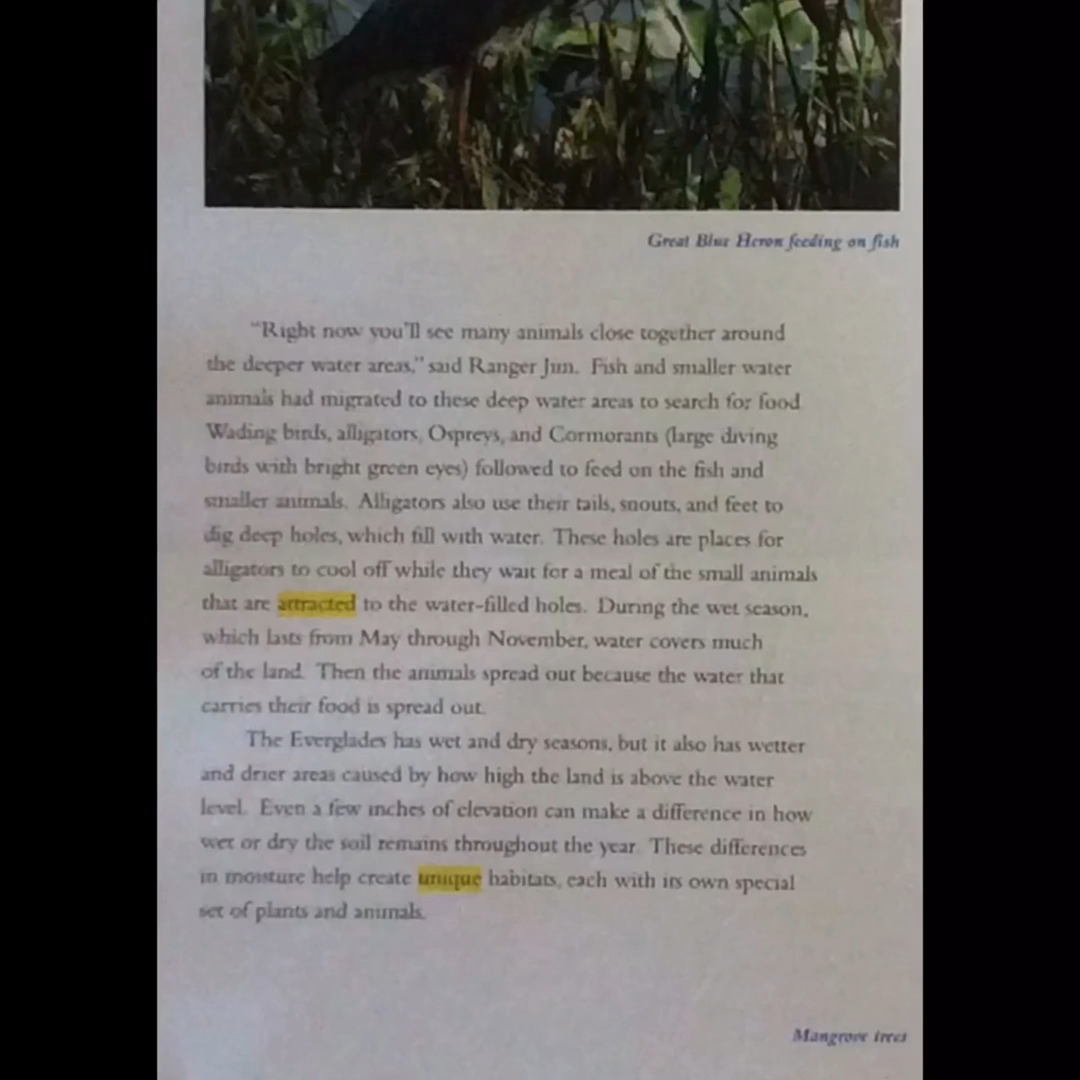 Great Blue Heron feeding on fish
"Right now you'll see many animals close together around
the deeper water areas," said Ranger Jim. Fish and smaller water
animals had migrated to these deep water areas to search for food.
Wading birds, alligators, Ospreys, and Cormorants (large diving
birds with bright green eyes) followed to feed on the fish and
smaller animals. Alligators also use their tails, snouts, and feet to
dig deep holes, which fill with water. These holes are places for
alligators to cool off while they wait for a meal of the small animals
that are attracted to the water-filled holes. During the wet season,
which lasts from May through November, water covers much
of the land. Then the animals spread out because the water that
carries their food is spread out.
The Everglades has wet and dry seasons, but it also has wetter
and drier areas caused by how high the land is above the water
level. Even a few inches of elevation can make a difference in how
wet or dry the soil remains throughout the year. These differences
in moisture help create unique habitats, each with its own special
set of plants and animals.
Mangrove trees